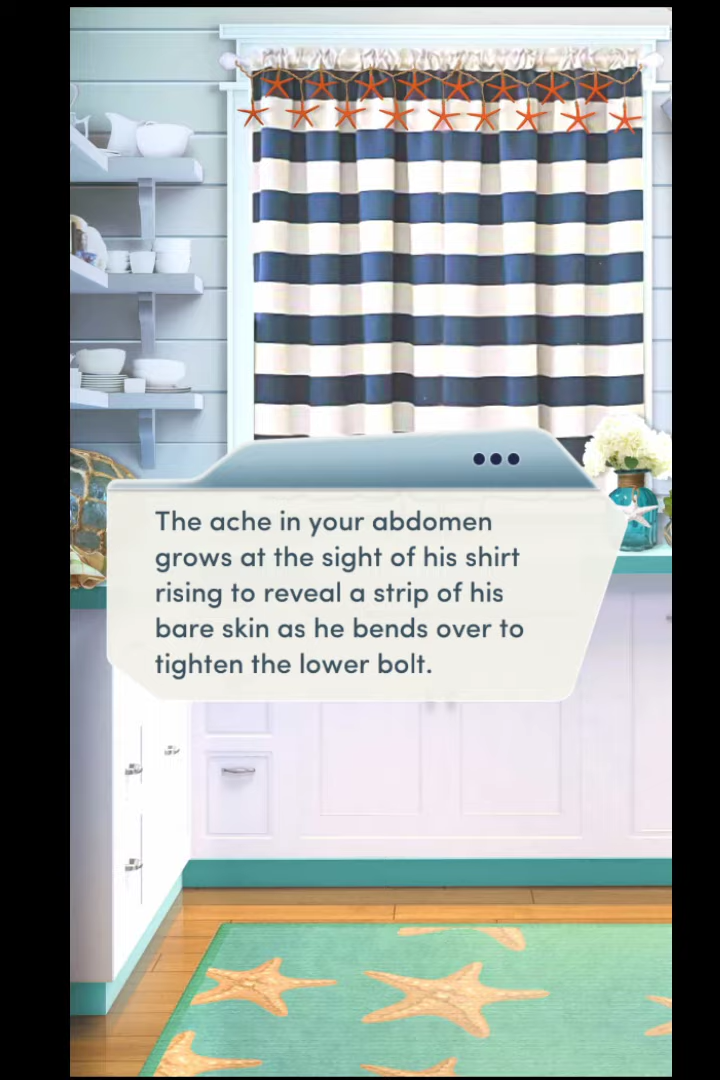 The ache in your abdomen
grows at the sight of his shirt
rising to reveal a strip of his
bare skin as he bends over to
tighten the lower bolt.